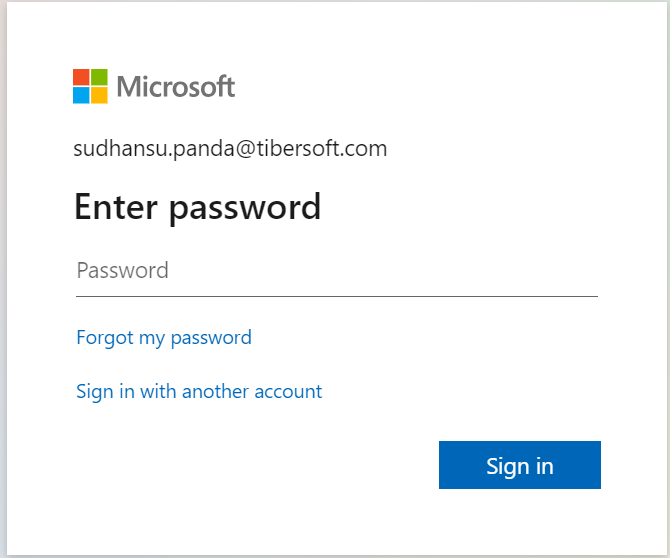 Microsoft
sudhansu.panda@tibersoft.com
Enter password
Password
Forgot my password
Sign in with another account
Sign in